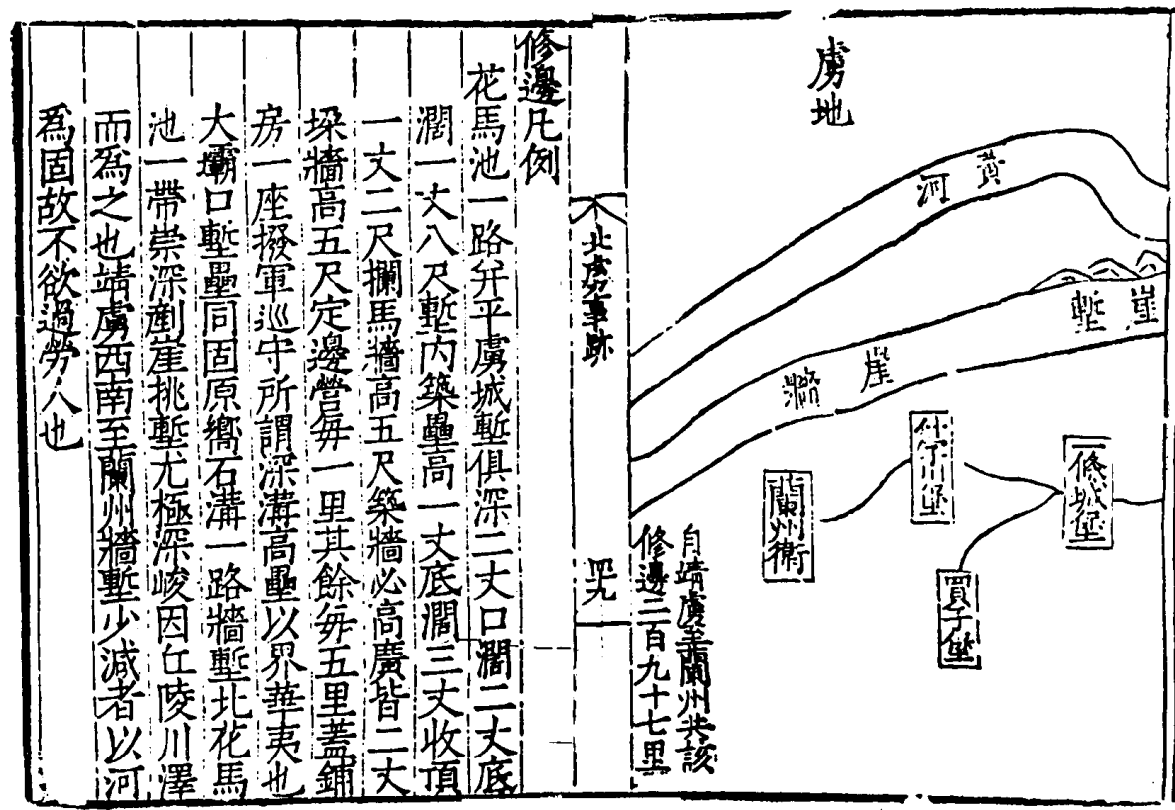 虜地
黃河
崖塹
崖牆
一條城堡
賈子堡
蘭州衛
自靖虜至蘭州共該
修邊二百九十七里
北虜事跡
四九
修邊凡例
花馬池一路并平虜城塹俱深二丈口濶二丈底
濶一丈八尺塹内築壘高一丈底濶三丈收頂
一丈二尺攔馬牆高五尺築牆必高廣皆二丈
垛牆高五尺定邊營每一里其餘每五里蓋鋪
房一座撥軍巡守所謂深溝高壘以界華夷也
大壩口塹壘同固原嚮石溝一路牆塹北花馬
池一帶崇深剷崖挑塹尤極深峻因丘陵川澤
而為之也靖虜西南至蘭州牆塹少減者以河
為固故不欲過勞人也